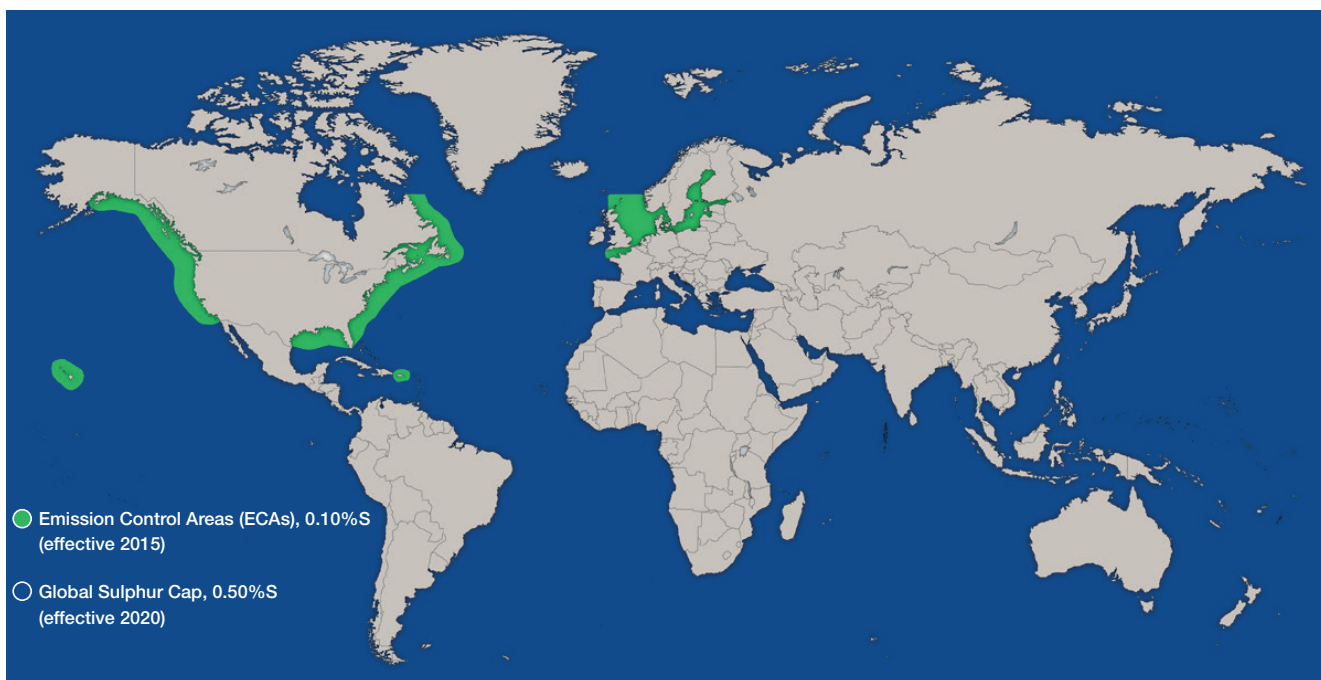 Emission Control Areas (ECAs), 0.10%S
(effective 2015)
Global Sulphur Cap, 0.50%S
(effective 2020)